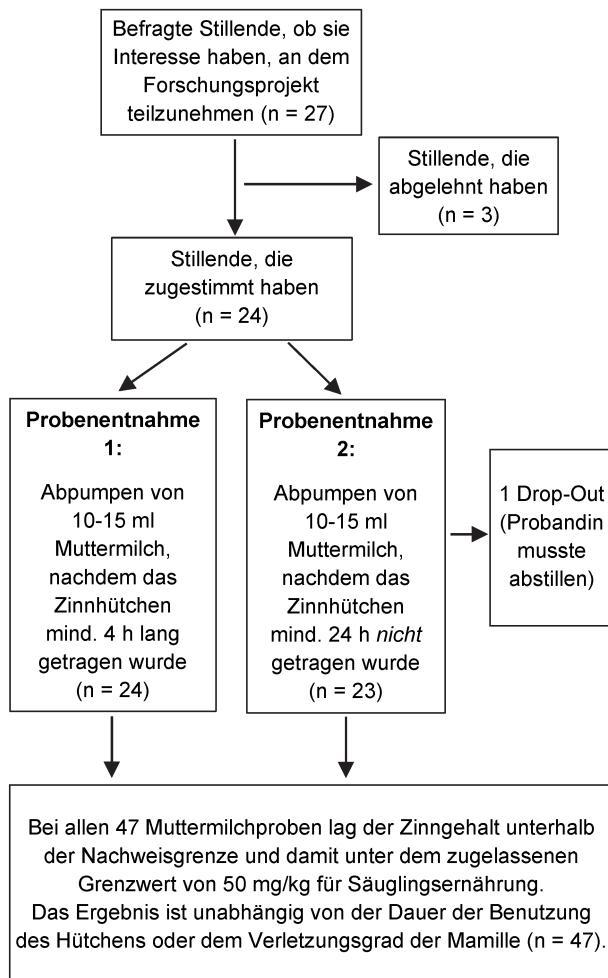 Befragte Stillende, ob sie
Interesse haben, an dem
Forschungsprojekt
teilzunehmen (n = 27)
Stillende, die
abgelehnt haben
(n = 3)
Stillende, die
zugestimmt haben
(n = 24)
Probenentnahme
1:
Abpumpen von
10-15 ml
Muttermilch,
nachdem das
Zinnhütchen
mind. 4 h lang
getragen wurde
(n = 24)
Probenentnahme
2:
Abpumpen von
10-15 ml
Muttermilch,
nachdem das
Zinnhütchen
mind. 24 h nicht
getragen wurde
(n = 23)
1 Drop-Out
(Probandin
musste
abstillen)
Bei allen 47 Muttermilchproben lag der Zinngehalt unterhalb
der Nachweisgrenze und damit unter dem zugelassenen
Grenzwert von 50 mg/kg für Säuglingsernährung.
Das Ergebnis ist unabhängig von der Dauer der Benutzung
des Hütchens oder dem Verletzungsgrad der Mamille (n = 47).